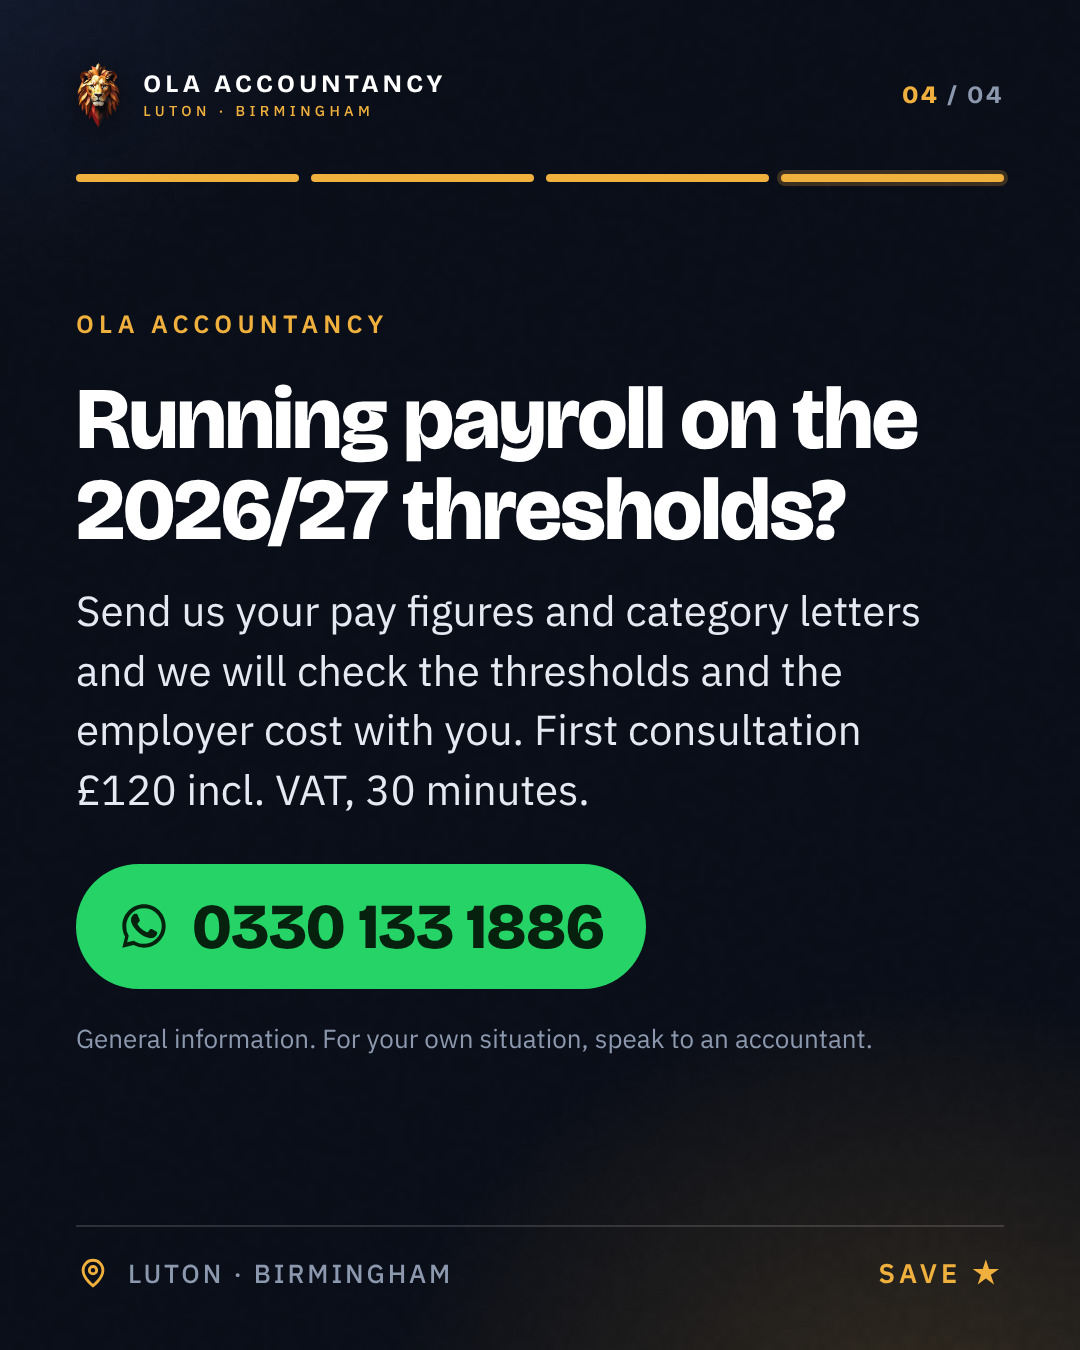 OLA ACCOUNTANCY
LUTON · BIRMINGHAM
04 / 04
OLA ACCOUNTANCY
Running payroll on the
2026/27 thresholds?
Send us your pay figures and category letters
and we will check the thresholds and the
employer cost with you. First consultation
£120 incl. VAT, 30 minutes.
0330 133 1886
General information. For your own situation, speak to an accountant.
LUTON · BIRMINGHAM
SAVE ★